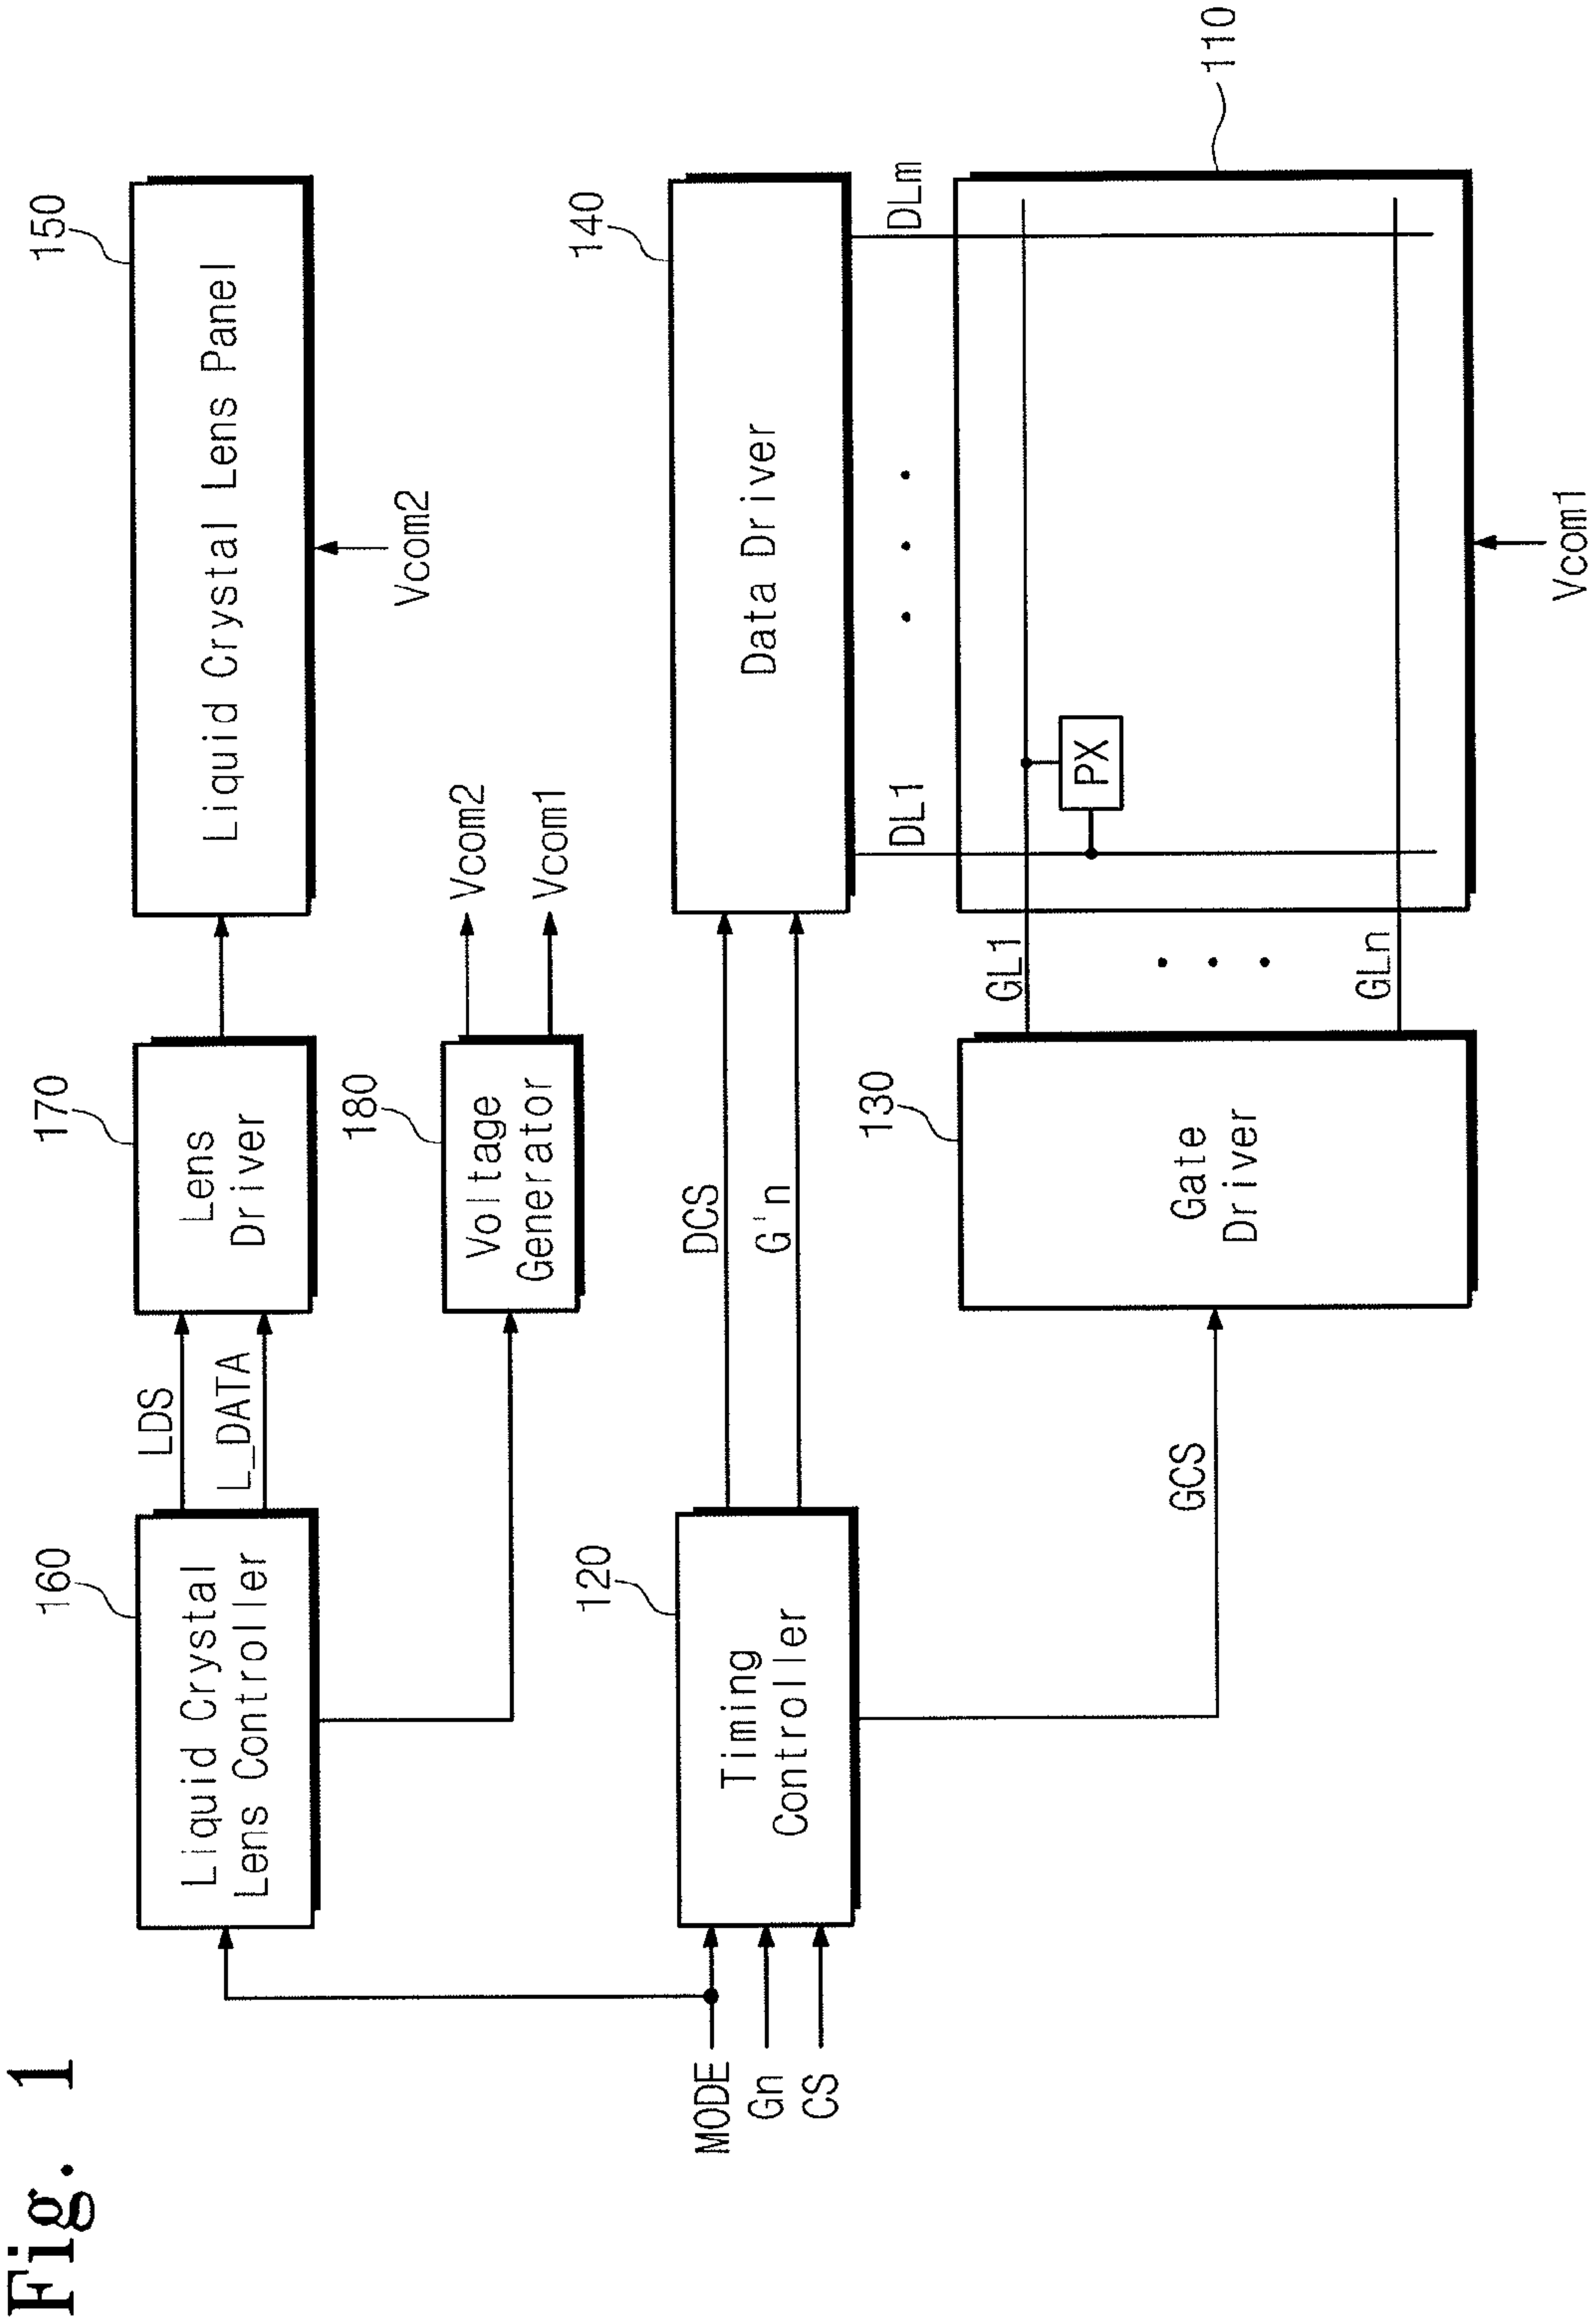 Fig. 1
160
Liquid Crystal
Lens Controller
LDS
L_DATA
170
Lens
Driver
150
Liquid Crystal Lens Panel
Vcom2
180
Voltage
Generator
Vcom2
Vcom1
MODE
Gn
CS
120
Timing
Controller
DCS
G'n
140
Data Driver
DL1
DLm
GCS
130
Gate
Driver
GL1
GLn
PX
110
Vcom1